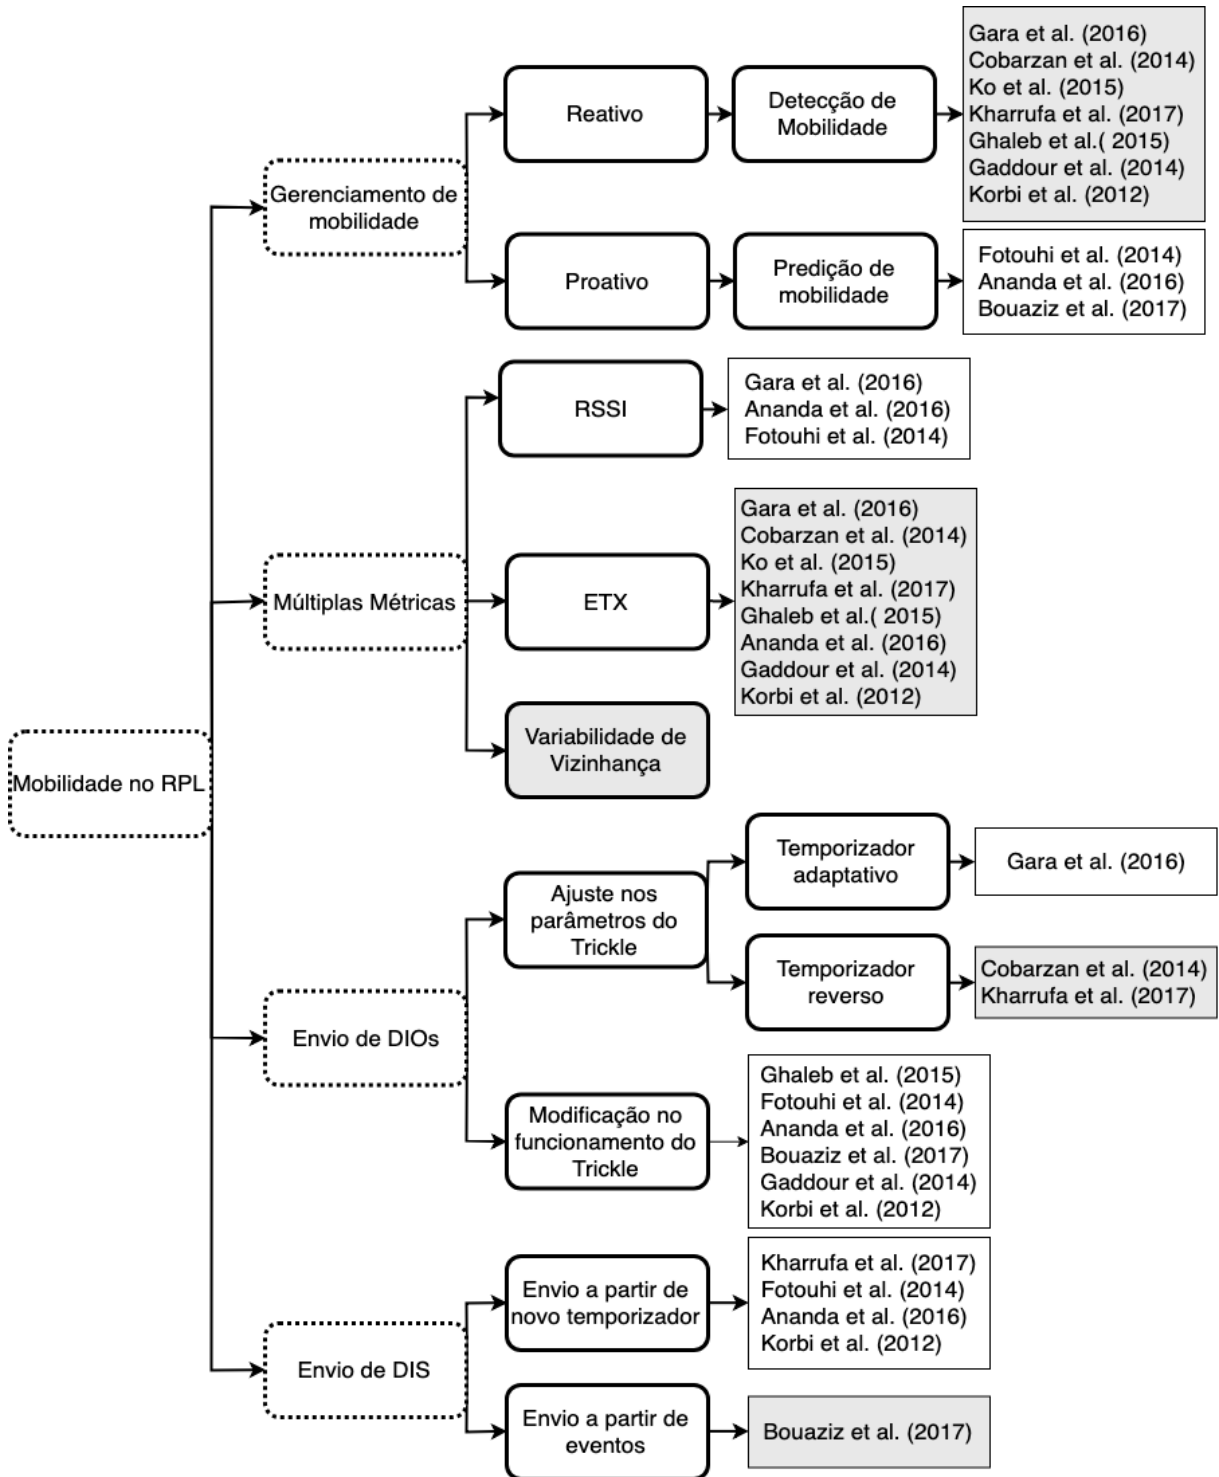 Mobilidade no RPL
Gerenciamento de
mobilidade
Reativo
Detecção de
Mobilidade
Gara et al. (2016)
Cobarzan et al. (2014)
Ko et al. (2015)
Kharrufa et al. (2017)
Ghaleb et al.( 2015)
Gaddour et al. (2014)
Korbi et al. (2012)
Proativo
Predição de
mobilidade
Fotouhi et al. (2014)
Ananda et al. (2016)
Bouaziz et al. (2017)
Múltiplas Métricas
RSSI
Gara et al. (2016)
Ananda et al. (2016)
Fotouhi et al. (2014)
ETX
Gara et al. (2016)
Cobarzan et al. (2014)
Ko et al. (2015)
Kharrufa et al. (2017)
Ghaleb et al.( 2015)
Ananda et al. (2016)
Gaddour et al. (2014)
Korbi et al. (2012)
Variabilidade de
Vizinhança
Envio de DIOs
Ajuste nos
parâmetros do
Trickle
Temporizador
adaptativo
Gara et al. (2016)
Temporizador
reverso
Cobarzan et al. (2014)
Kharrufa et al. (2017)
Modificação no
funcionamento do
Trickle
Ghaleb et al. (2015)
Fotouhi et al. (2014)
Ananda et al. (2016)
Bouaziz et al. (2017)
Gaddour et al. (2014)
Korbi et al. (2012)
Envio de DIS
Envio a partir de
novo temporizador
Kharrufa et al. (2017)
Fotouhi et al. (2014)
Ananda et al. (2016)
Korbi et al. (2012)
Envio a partir de
eventos
Bouaziz et al. (2017)